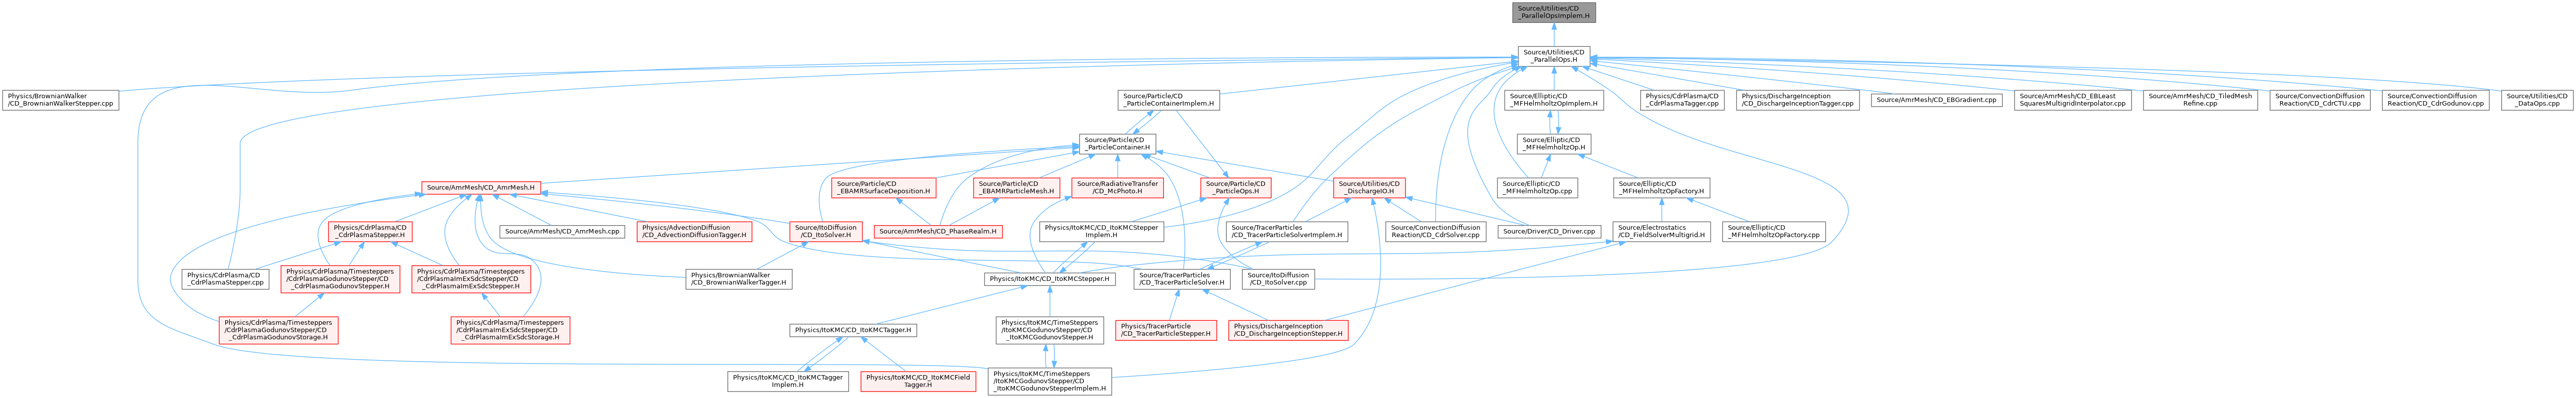 Source/Utilities/CD
_ParallelOpsImplem.H
Source/Utilities/CD
_ParallelOps.H
Physics/BrownianWalker
/CD_BrownianWalkerStepper.cpp
Source/Particle/CD
_ParticleContainerImplem.H
Source/Elliptic/CD
_MFHelmholtzOpImplem.H
Physics/CdrPlasma/CD
_CdrPlasmaTagger.cpp
Physics/DischargeInception
/CD_DischargeInceptionTagger.cpp
Source/AmrMesh/CD_EBGradient.cpp
Source/AmrMesh/CD_EBLeast
SquaresMultigridInterpolator.cpp
Source/AmrMesh/CD_TiledMesh
Refine.cpp
Source/ConvectionDiffusion
Reaction/CD_CdrCTU.cpp
Source/ConvectionDiffusion
Reaction/CD_CdrGodunov.cpp
Source/Utilities/CD
_DataOps.cpp
Source/Particle/CD
_ParticleContainer.H
Source/Elliptic/CD
_MFHelmholtzOp.H
Source/AmrMesh/CD_AmrMesh.H
Source/Particle/CD
_EBAMRSurfaceDeposition.H
Source/Particle/CD
_EBAMRParticleMesh.H
Source/RadiativeTransfer
/CD_McPhoto.H
Source/Particle/CD
_ParticleOps.H
Source/Utilities/CD
_DischargeIO.H
Source/Elliptic/CD
_MFHelmholtzOp.cpp
Source/Elliptic/CD
_MFHelmholtzOpFactory.H
Physics/CdrPlasma/CD
_CdrPlasmaStepper.H
Source/AmrMesh/CD_AmrMesh.cpp
Physics/AdvectionDiffusion
/CD_AdvectionDiffusionTagger.H
Source/ItoDiffusion
/CD_ItoSolver.H
Source/AmrMesh/CD_PhaseRealm.H
Physics/ItoKMC/CD_ItoKMCStepper
Implem.H
Source/TracerParticles
/CD_TracerParticleSolverImplem.H
Source/ConvectionDiffusion
Reaction/CD_CdrSolver.cpp
Source/Driver/CD_Driver.cpp
Source/Electrostatics
/CD_FieldSolverMultigrid.H
Source/Elliptic/CD
_MFHelmholtzOpFactory.cpp
Physics/CdrPlasma/CD
_CdrPlasmaStepper.cpp
Physics/CdrPlasma/Timesteppers
/CdrPlasmaGodunovStepper/CD
_CdrPlasmaGodunovStepper.H
Physics/CdrPlasma/Timesteppers
/CdrPlasmaImExSdcStepper/CD
_CdrPlasmaImExSdcStepper.H
Physics/BrownianWalker
/CD_BrownianWalkerTagger.H
Physics/ItoKMC/CD_ItoKMCStepper.H
Source/TracerParticles
/CD_TracerParticleSolver.H
Source/ItoDiffusion
/CD_ItoSolver.cpp
Physics/CdrPlasma/Timesteppers
/CdrPlasmaGodunovStepper/CD
_CdrPlasmaGodunovStorage.H
Physics/CdrPlasma/Timesteppers
/CdrPlasmaImExSdcStepper/CD
_CdrPlasmaImExSdcStorage.H
Physics/ItoKMC/CD_ItoKMCTagger.H
Physics/ItoKMC/TimeSteppers
/ItoKMCGodunovStepper/CD
_ItoKMCGodunovStepper.H
Physics/TracerParticle
/CD_TracerParticleStepper.H
Physics/DischargeInception
/CD_DischargeInceptionStepper.H
Physics/ItoKMC/CD_ItoKMCTagger
Implem.H
Physics/ItoKMC/CD_ItoKMCField
Tagger.H
Physics/ItoKMC/TimeSteppers
/ItoKMCGodunovStepper/CD
_ItoKMCGodunovStepperImplem.H